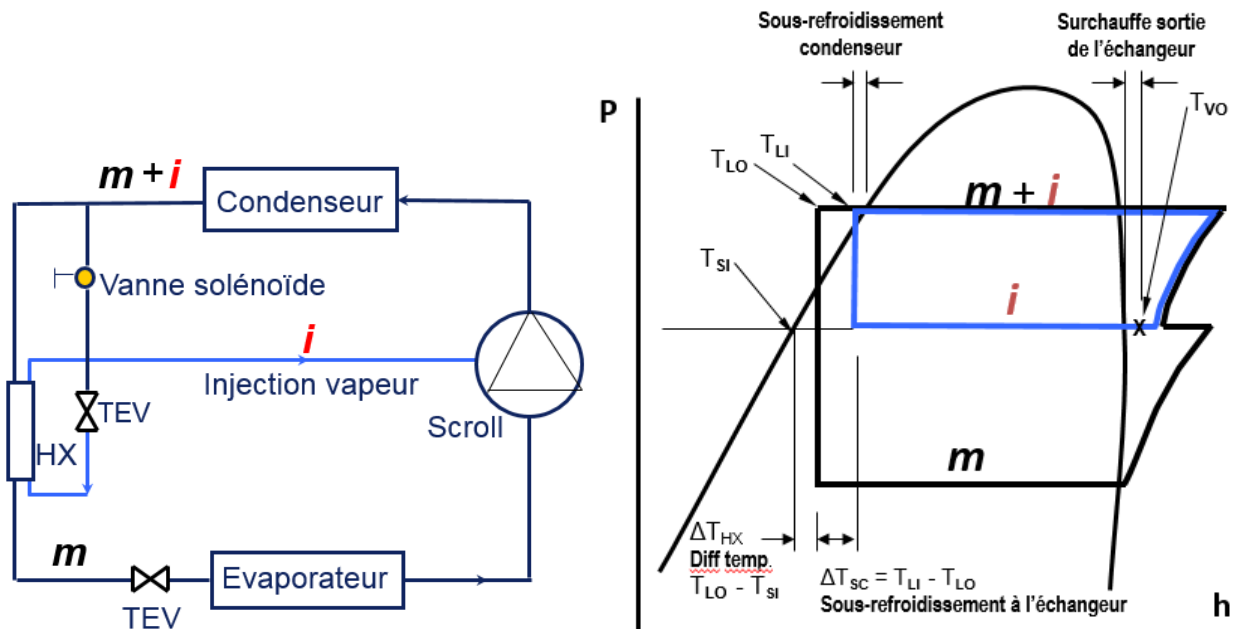 m + i
Condenseur
Vanne solénoïde
i
Injection vapeur
TEV
Scroll
HX
m
Evaporateur
TEV
Sous-refroidissement
condenseur
Surchauffe sortie
de l'échangeur
P
TVO
TLI
TLO
m + i
TSI
i
X
m
ΔTHX
Diff temp.
TLO - TSI
ΔTSC = TLI - TLO
Sous-refroidissement à l'échangeur
h